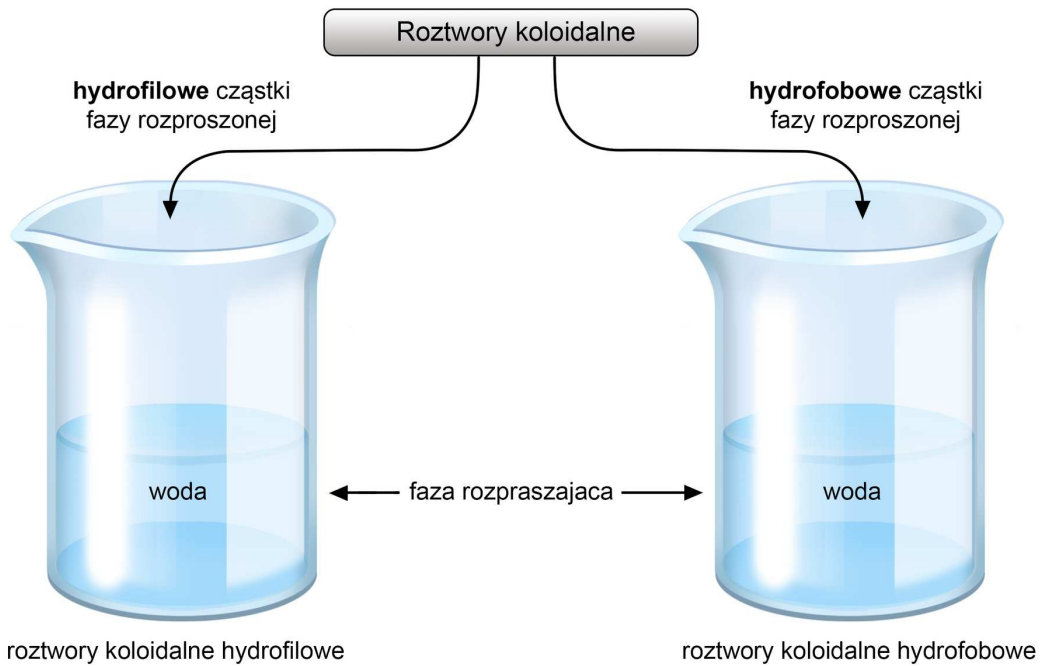 Roztwory koloidalne
hydrofilowe cząstki
fazy rozproszonej
hydrofobowe cząstki
fazy rozproszonej
woda
faza rozpraszajaca
woda
roztwory koloidalne hydrofilowe
roztwory koloidalne hydrofobowe